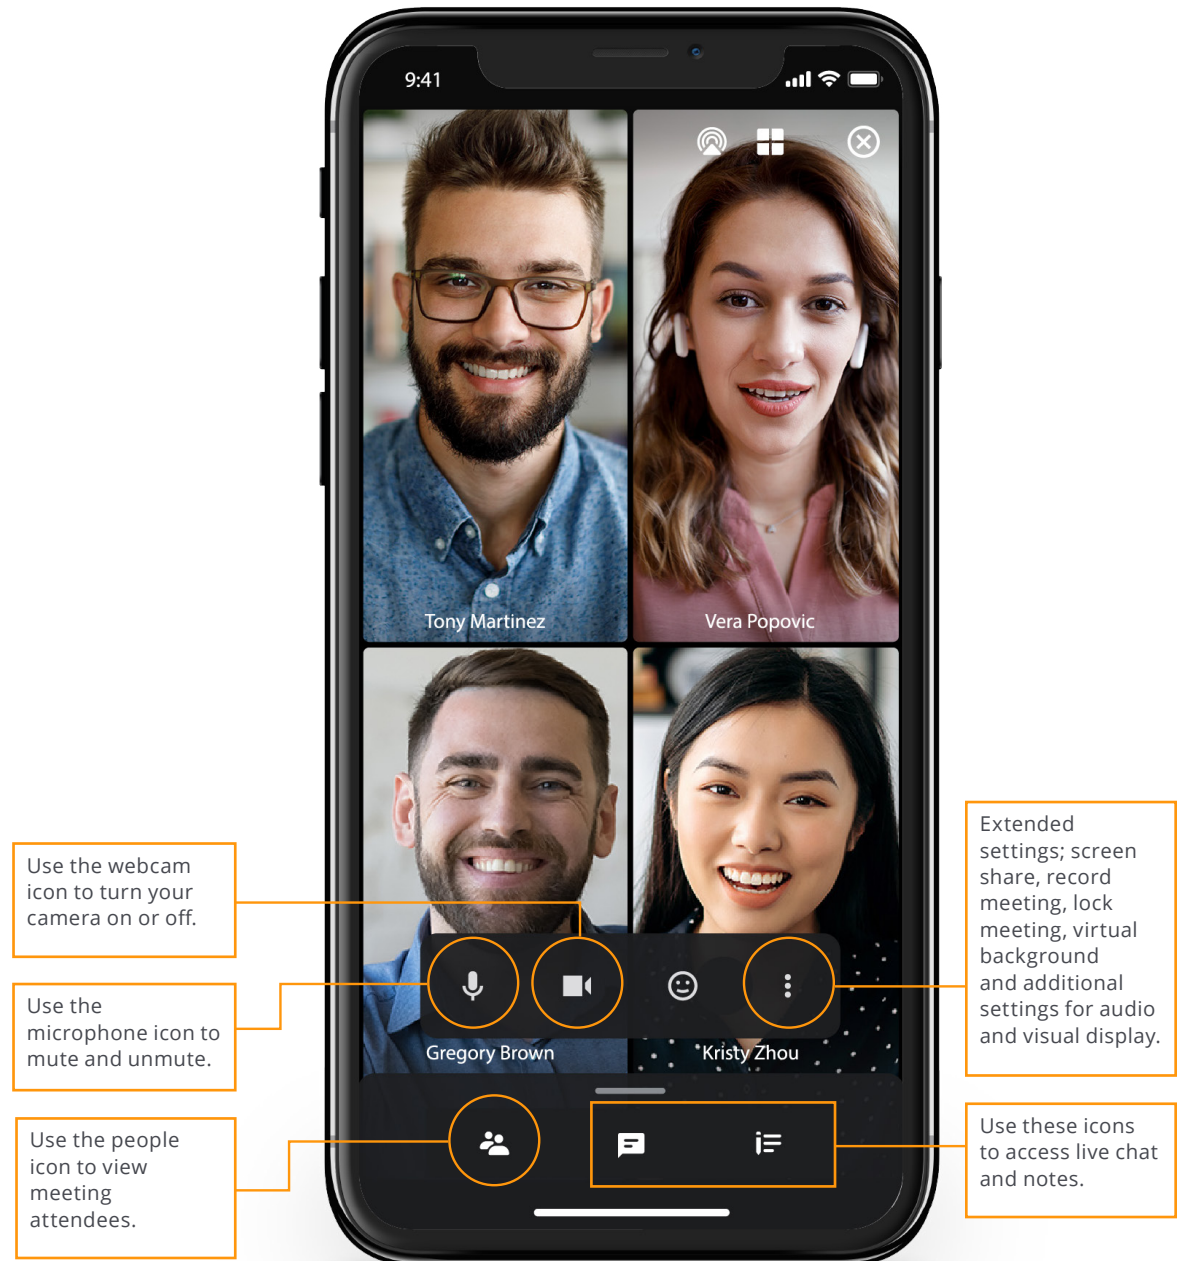 9:41
Tony Martinez
Vera Popovic
Use the webcam
icon to turn your
camera on or off.
Use the
microphone icon to
mute and unmute.
Use the people
icon to view
meeting
attendees.
Gregory Brown
Kristy Zhou
Extended
settings; screen
share, record
meeting, lock
meeting, virtual
background
and additional
settings for audio
and visual display.
Use these icons
to access live chat
and notes.